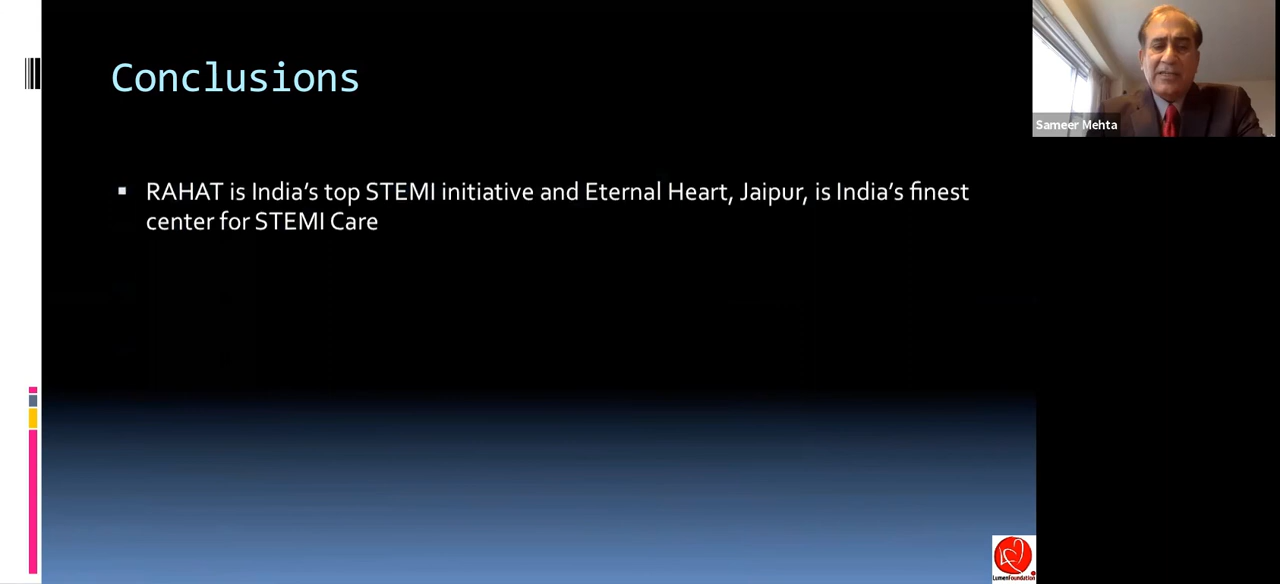 Conclusions
Sameer Mehta
RAHAT is India's top STEMI initiative and Eternal Heart, Jaipur, is India's finest
center for STEMI Care
LumenFoundation